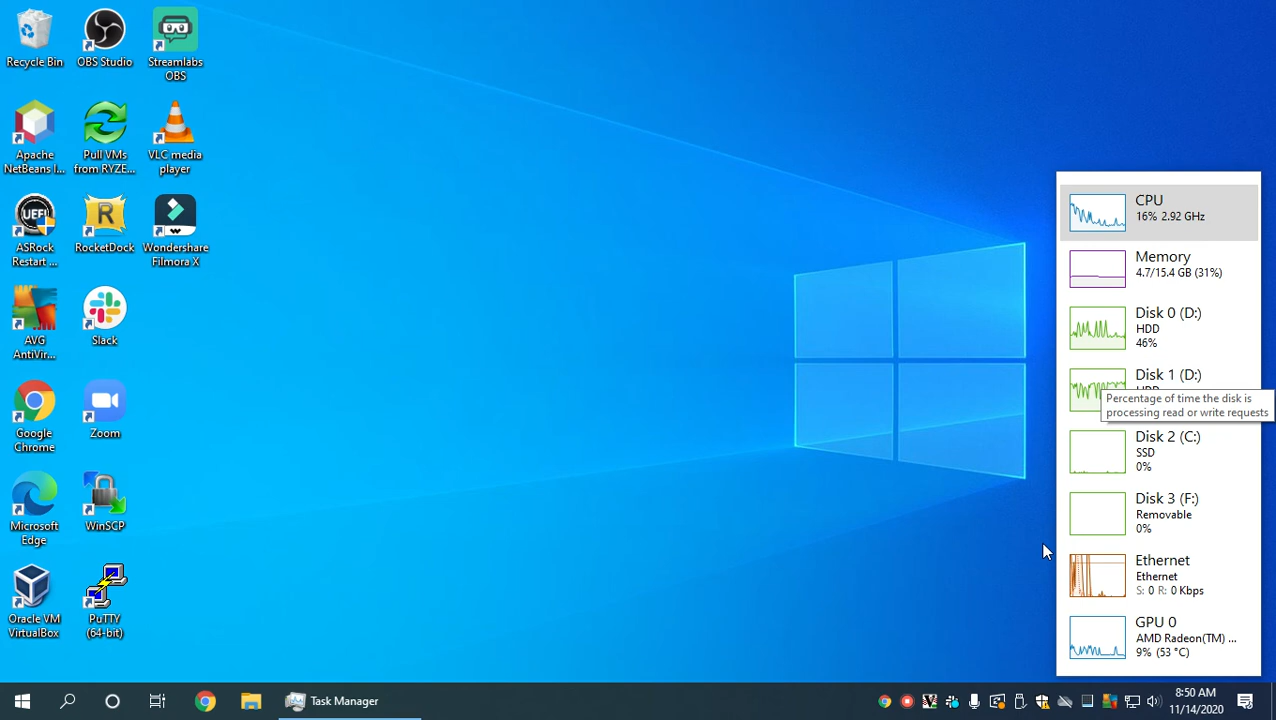 Recycle Bin
OBS Studio
Streamlabs
OBS
Apache
NetBeans I...
Pull VMs
from RYZE...
VLC media
player
UEFI
ASRock
Restart ...
R
RocketDock
Wondershare
Filmora X
AVG
AntiVir...
Slack
Google
Chrome
Zoom
Microsoft
Edge
WinSCP
Oracle VM
VirtualBox
PuTTY
(64-bit)
CPU
16% 2.92 GHz
Memory
4.7/15.4 GB (31%)
Disk 0 (D:)
HDD
46%
Disk 1 (D:)
Percentage of time the disk is
processing read or write requests
Disk 2 (C:)
SSD
0%
Disk 3 (F:)
Removable
0%
Ethernet
Ethernet
S: 0 R: 0 Kbps
GPU 0
AMD Radeon(TM) ...
9% (53 °C)
Task Manager
8:50 AM
11/14/2020